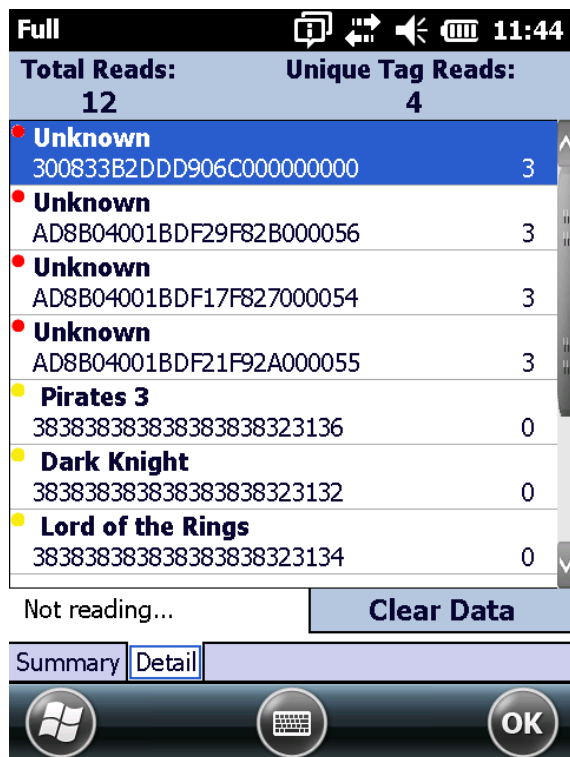 Full 11:44
Total Reads: Unique Tag Reads:
12 4
Unknown
300833B2DDD906C000000000 3
Unknown
AD8B04001BDF29F82B000056 3
Unknown
AD8B04001BDF17F827000054 3
Unknown
AD8B04001BDF21F92A000055 3
Pirates 3
383838383838383838323136 0
Dark Knight
383838383838383838323132 0
Lord of the Rings
383838383838383838323134 0
Not reading... Clear Data
Summary Detail
OK